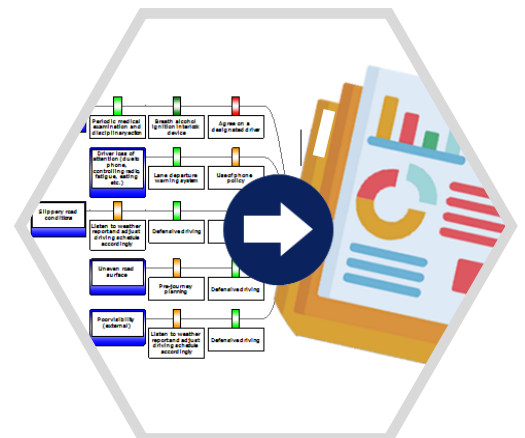 Periodic medical
examination and
disciplinary action
Breath alcohol
ignition interlock
device
Agree on a
designated driver
Driver loss of
attention (due to
phone,
controlling radio,
fatigue, eating
etc.)
Lane departure
warning system
Use of phone
policy
Slippery road
conditions
Listen to weather
report and adjust
driving schedule
accordingly
Defensive driving
Uneven road
surface
Pre-journey
planning
Defensive driving
Poor visibility
(external)
Listen to weather
report and adjust
driving schedule
accordingly
Defensive driving